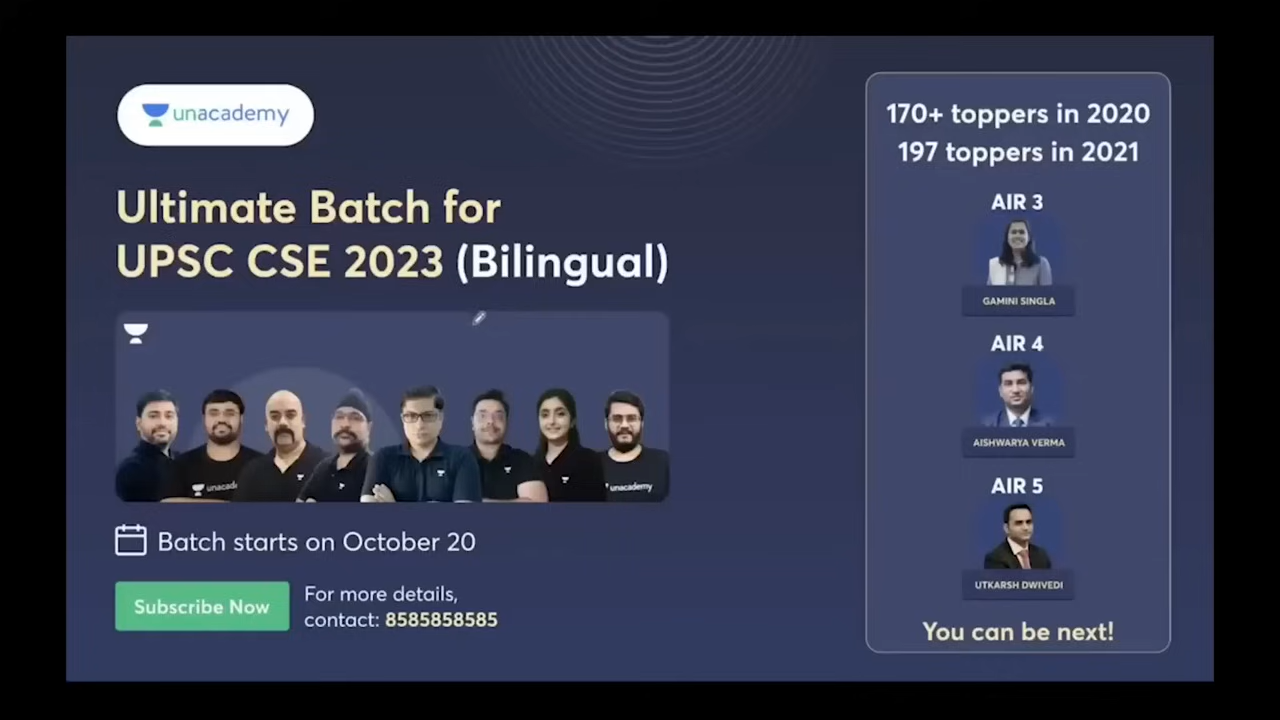 unacademy
Ultimate Batch for
UPSC CSE 2023 (Bilingual)
unacade
unacademy
Batch starts on October 20
Subscribe Now
For more details,
contact: 8585858585
170+ toppers in 2020
197 toppers in 2021
AIR 3
GAMINI SINGLA
AIR 4
AISHWARYA VERMA
AIR 5
UTKARSH DWIVEDI
You can be next!